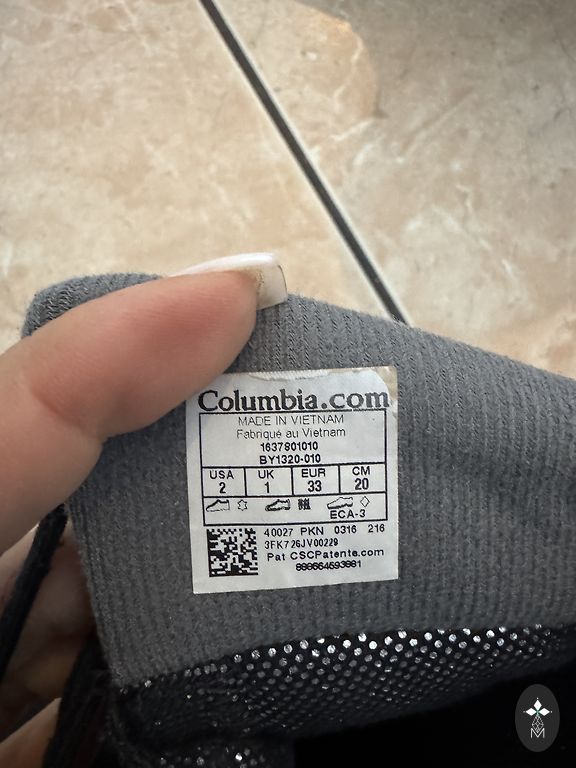 Columbia.com
MADE IN VIETNAM
Fabriqué au Vietnam
1637801010
BY1320-010
USA UK EUR CM
2 1 33 20
ECA-3
40027 PKN 0316 216
3FK726JV00229
Pat CSCPatents.com
888664593881
M